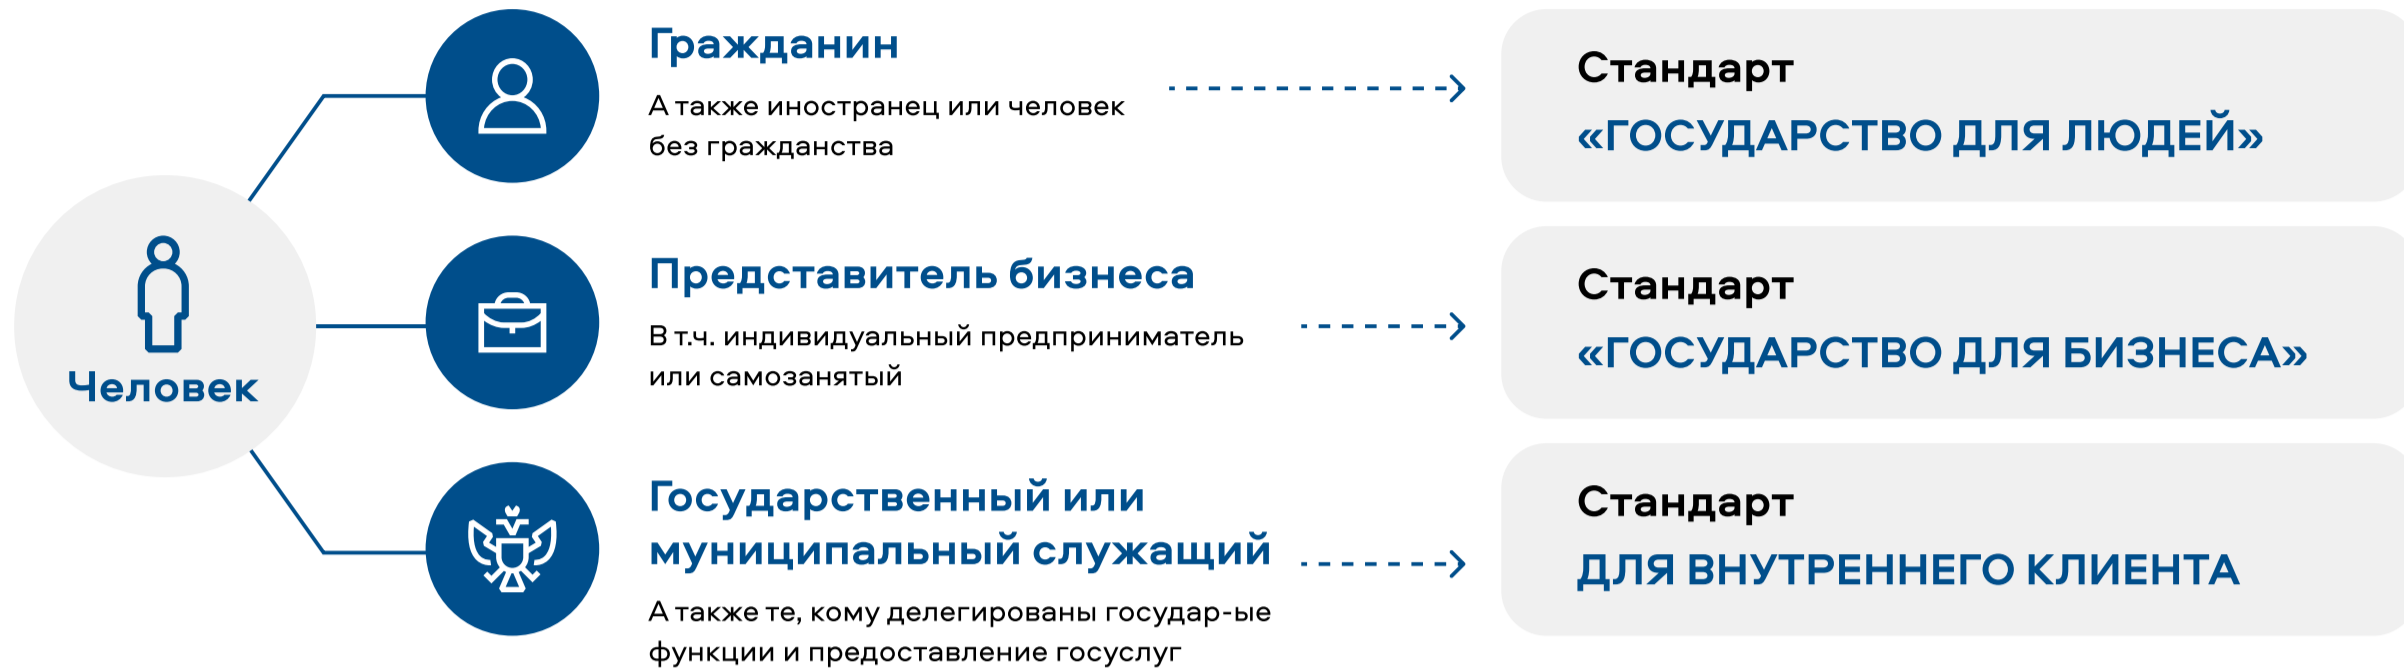 Человек
Гражданин
А также иностранец или человек
без гражданства
Стандарт
«ГОСУДАРСТВО ДЛЯ ЛЮДЕЙ»
Представитель бизнеса
В т.ч. индивидуальный предприниматель
или самозанятый
Стандарт
«ГОСУДАРСТВО ДЛЯ БИЗНЕСА»
Государственный или
муниципальный служащий
А также те, кому делегированы государ-ые
функции и предоставление госуслуг
Стандарт
ДЛЯ ВНУТРЕННЕГО КЛИЕНТА